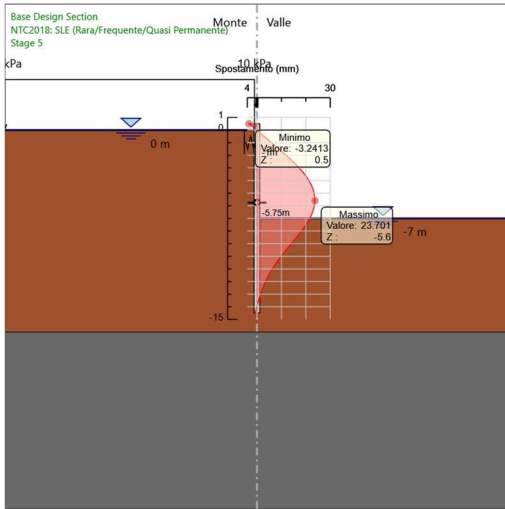 Base Design Section
NTC2018: SLE (Rara/Frequente/Quasi Permanente)
Stage 5
Monte Valle
kPa
10 kPa
Spostamento (mm)
4 30
1
0
0 m
Minimo
Valore: -3.2413
Z : 0.5
-5.75m
Massimo
Valore: 23.701
Z : -5.6
-7 m
-15